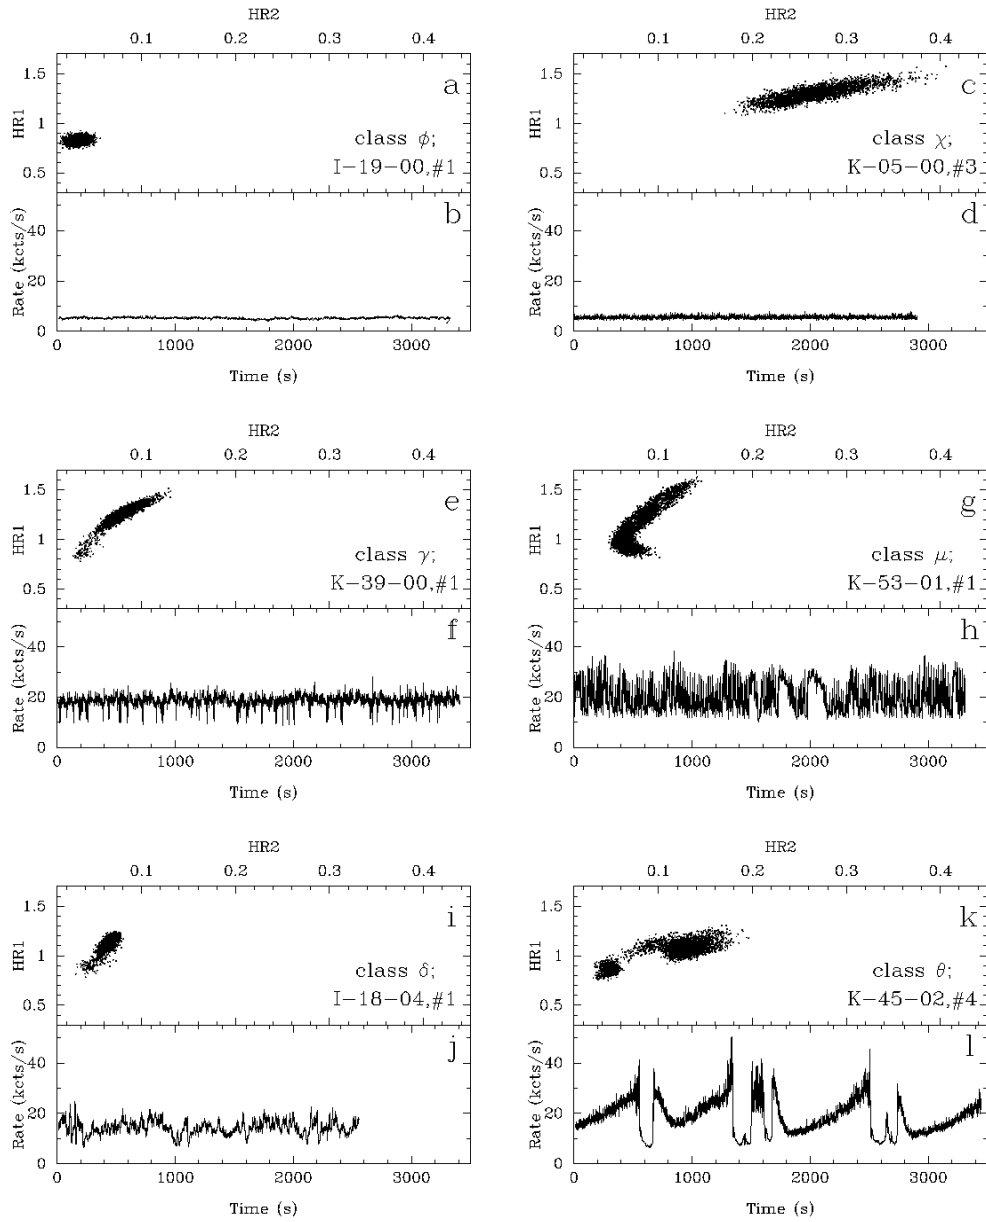 HR2 HR2
0.1 0.2 0.3 0.4 0.1 0.2 0.3 0.4
1.5 a 1.5 c
HR1 1 class ϕ; HR1 1 class χ;
0.5 I−19−00,#1 0.5 K−05−00,#3
Rate (kcts/s) 40 b Rate (kcts/s) 40 d
20 20
0 0
0 1000 2000 3000 0 1000 2000 3000
Time (s) Time (s)
HR2 HR2
0.1 0.2 0.3 0.4 0.1 0.2 0.3 0.4
1.5 e 1.5 g
HR1 1 class γ; HR1 1 class μ;
0.5 K−39−00,#1 0.5 K−53−01,#1
Rate (kcts/s) 40 f Rate (kcts/s) 40 h
20 20
0 0
0 1000 2000 3000 0 1000 2000 3000
Time (s) Time (s)
HR2 HR2
0.1 0.2 0.3 0.4 0.1 0.2 0.3 0.4
1.5 i 1.5 k
HR1 1 class δ; HR1 1 class θ;
0.5 I−18−04,#1 0.5 K−45−02,#4
Rate (kcts/s) 40 j Rate (kcts/s) 40 l
20 20
0 0
0 1000 2000 3000 0 1000 2000 3000
Time (s) Time (s)